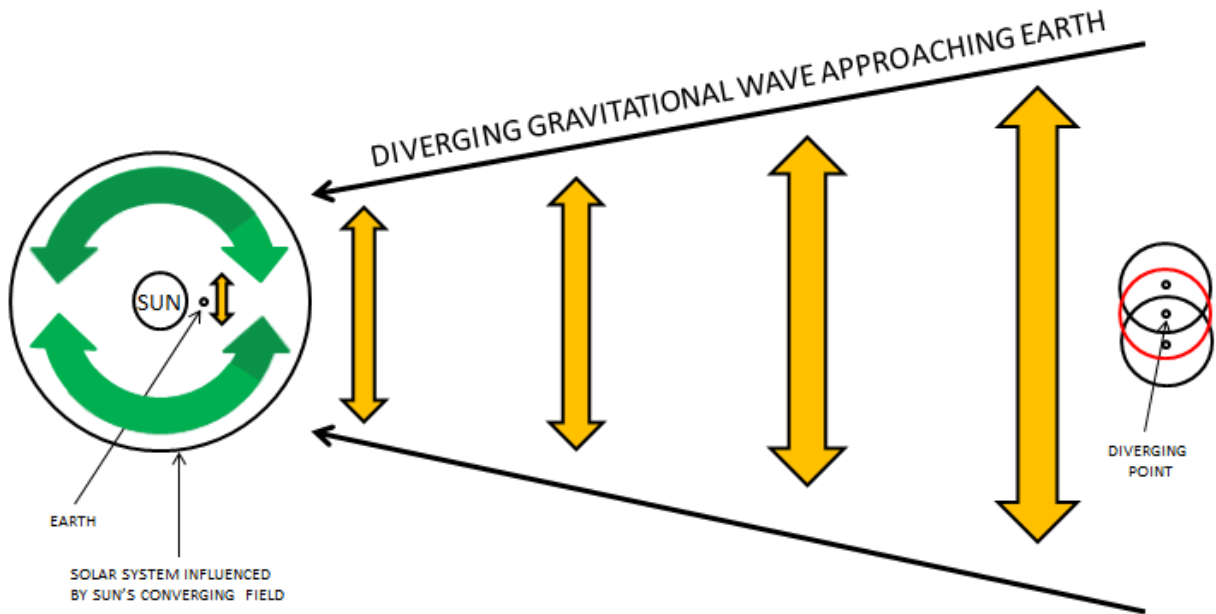 DIVERGING GRAVITATIONAL WAVE APPROACHING EARTH
SUN
EARTH
SOLAR SYSTEM INFLUENCED
BY SUN'S CONVERGING FIELD
DIVERGING
POINT